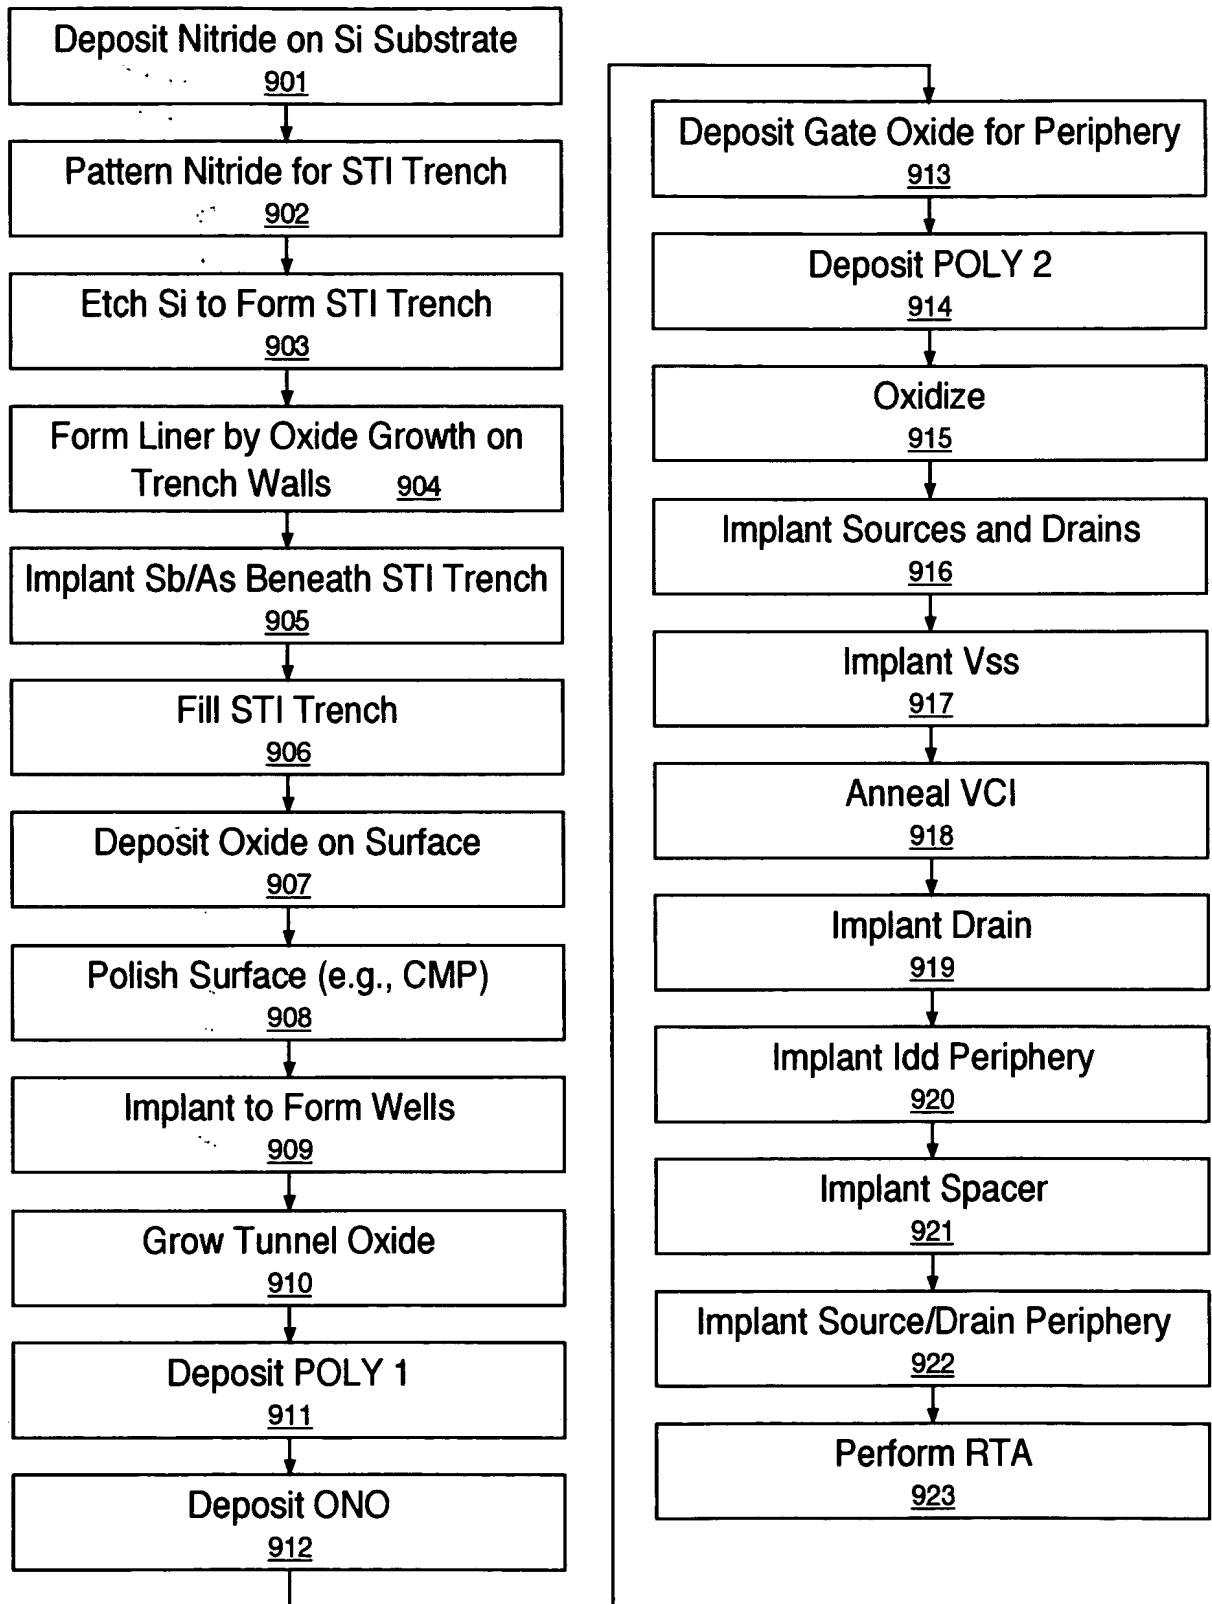 Deposit Nitride on Si Substrate
901
Pattern Nitride for STI Trench
902
Etch Si to Form STI Trench
903
Form Liner by Oxide Growth on
Trench Walls 904
Implant Sb/As Beneath STI Trench
905
Fill STI Trench
906
Deposit Oxide on Surface
907
Polish Surface (e.g., CMP)
908
Implant to Form Wells
909
Grow Tunnel Oxide
910
Deposit POLY 1
911
Deposit ONO
912
Deposit Gate Oxide for Periphery
913
Deposit POLY 2
914
Oxidize
915
Implant Sources and Drains
916
Implant Vss
917
Anneal VCI
918
Implant Drain
919
Implant Idd Periphery
920
Implant Spacer
921
Implant Source/Drain Periphery
922
Perform RTA
923